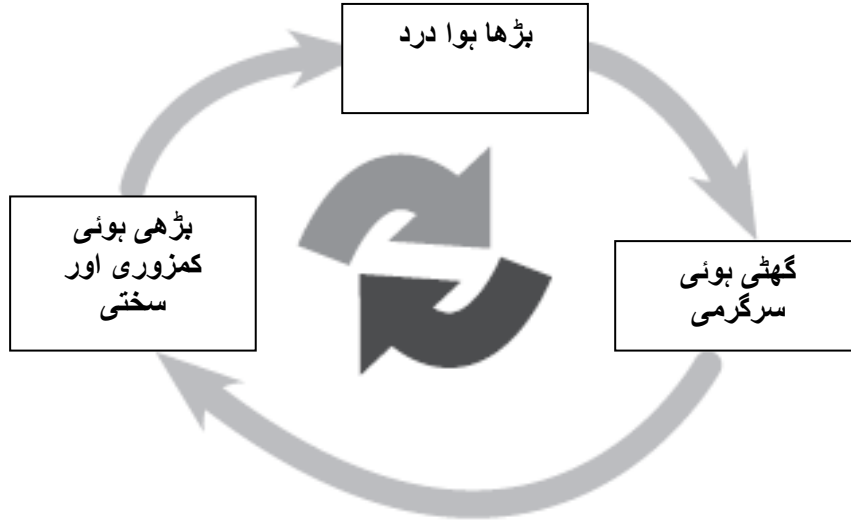 بڑھا ہوا درد
گھٹی ہوئی
سرگرمی
بڑھی ہوئی
کمزوری اور
سختی